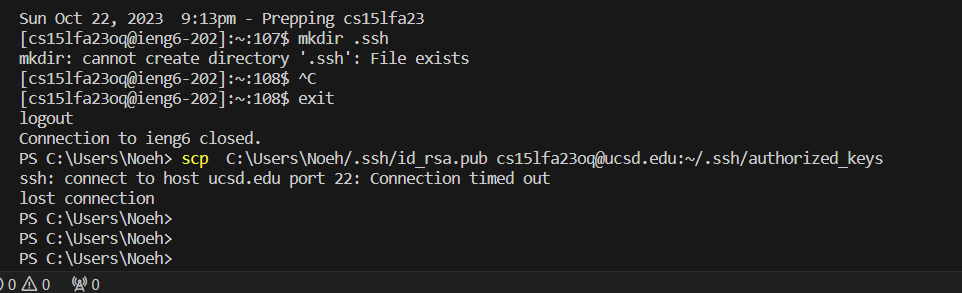 Sun Oct 22, 2023  9:13pm - Prepping cs15lfa23
[cs15lfa23oq@ieng6-202]:~:107$ mkdir .ssh
mkdir: cannot create directory '.ssh': File exists
[cs15lfa23oq@ieng6-202]:~:108$ ^C
[cs15lfa23oq@ieng6-202]:~:108$ exit
logout
Connection to ieng6 closed.
PS C:\Users\Noeh> scp  C:\Users\Noeh/.ssh/id_rsa.pub cs15lfa23oq@ucsd.edu:~/.ssh/authorized_keys
ssh: connect to host ucsd.edu port 22: Connection timed out
lost connection
PS C:\Users\Noeh>
PS C:\Users\Noeh>
PS C:\Users\Noeh>
0 0 0